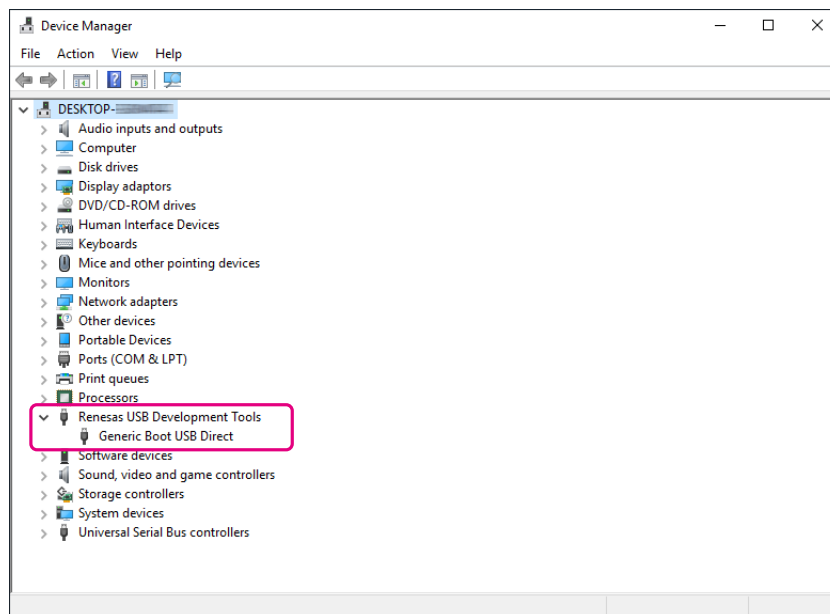 Device Manager
File Action View Help
DESKTOP-
Audio inputs and outputs
Computer
Disk drives
Display adaptors
DVD/CD-ROM drives
Human Interface Devices
Keyboards
Mice and other pointing devices
Monitors
Network adapters
Other devices
Portable Devices
Ports (COM & LPT)
Print queues
Processors
Renesas USB Development Tools
Generic Boot USB Direct
Software devices
Sound, video and game controllers
Storage controllers
System devices
Universal Serial Bus controllers